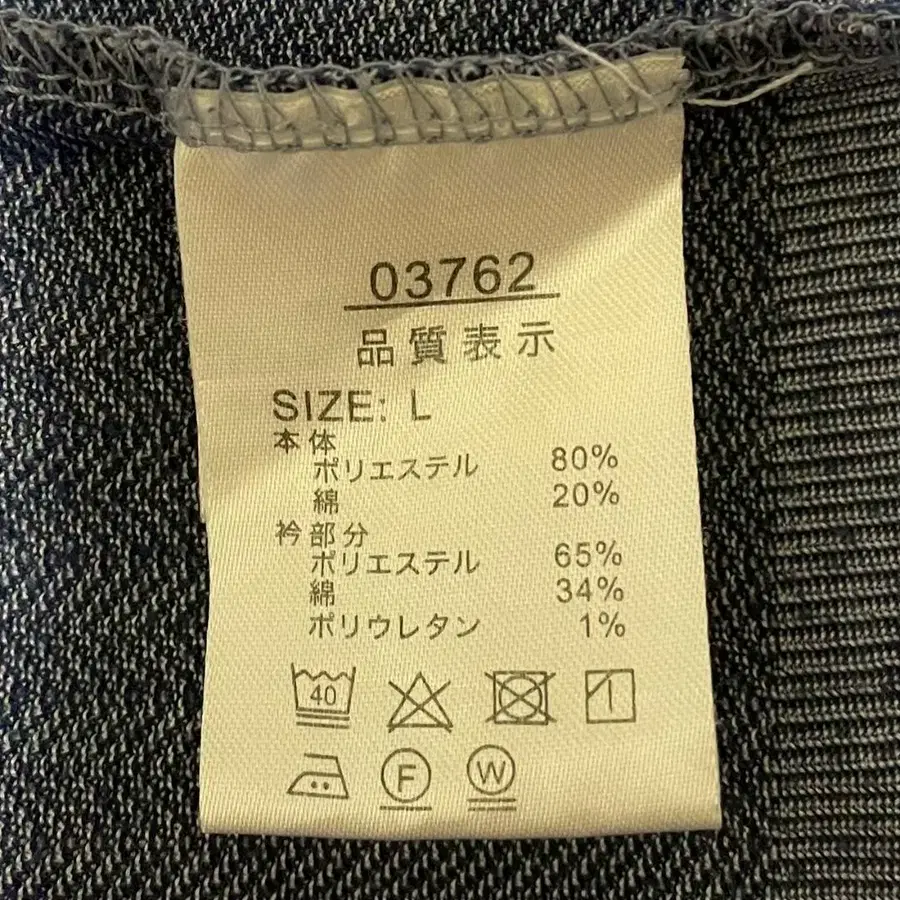 03762
品質表示
SIZE: L
本体
ポリエステル 80%
綿 20%
衿部分
ポリエステル 65%
綿 34%
ポリウレタン 1%
40
F W